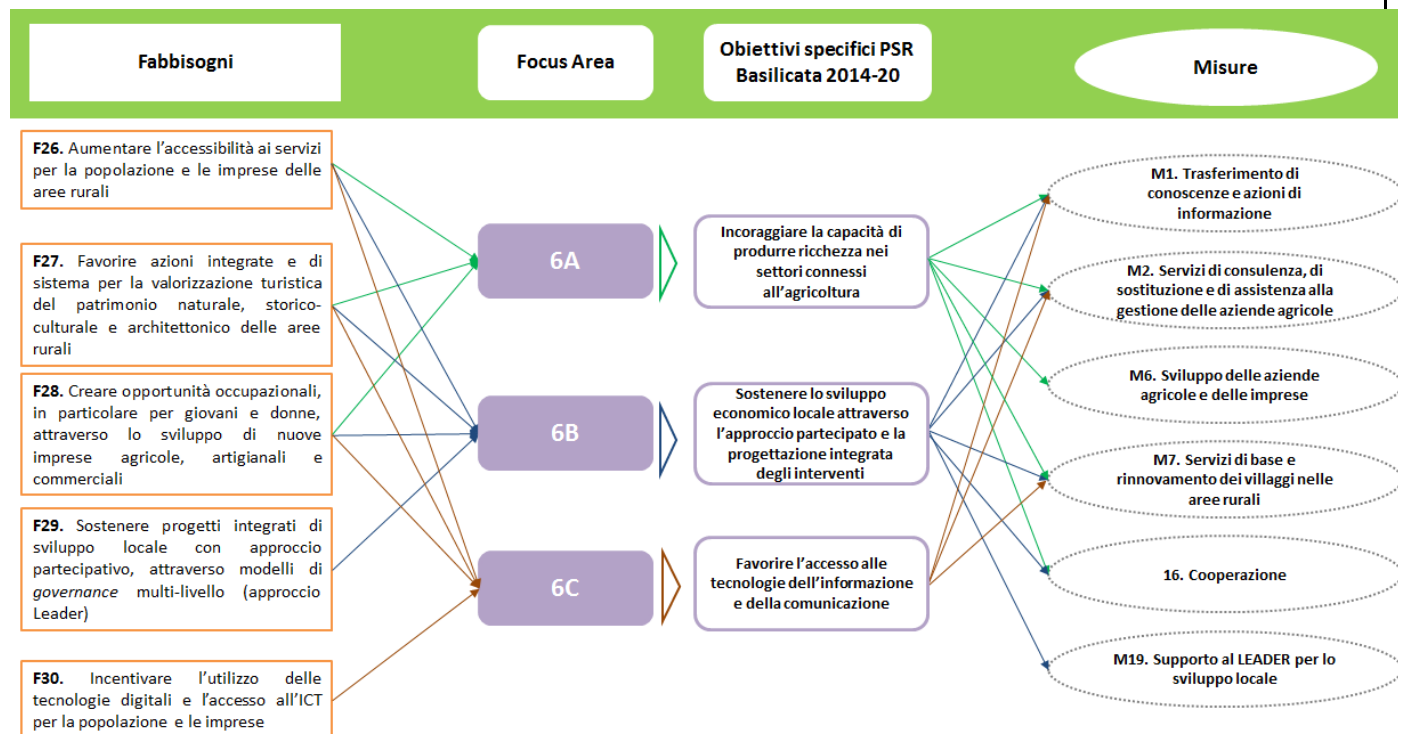 Fabbisogni
Focus Area
Obiettivi specifici PSR
Basilicata 2014-20
Misure
F26. Aumentare l'accessibilità ai servizi
per la popolazione e le imprese delle
aree rurali
F27. Favorire azioni integrate e di
sistema per la valorizzazione turistica
del patrimonio naturale, storico-
culturale e architettonico delle aree
rurali
F28. Creare opportunità occupazionali,
in particolare per giovani e donne,
attraverso lo sviluppo di nuove
imprese agricole, artigianali e
commerciali
F29. Sostenere progetti integrati di
sviluppo locale con approccio
partecipativo, attraverso modelli di
governance multi-livello (approccio
Leader)
F30. Incentivare l'utilizzo delle
tecnologie digitali e l'accesso all'ICT
per la popolazione e le imprese
6A
6B
6C
Incoraggiare la capacità di
produrre ricchezza nei
settori connessi
all'agricoltura
Sostenere lo sviluppo
economico locale attraverso
l'approccio partecipato e la
progettazione integrata
degli interventi
Favorire l'accesso alle
tecnologie dell'informazione
e della comunicazione
M1. Trasferimento di
conoscenze e azioni di
informazione
M2. Servizi di consulenza, di
sostituzione e di assistenza alla
gestione delle aziende agricole
M6. Sviluppo delle aziende
agricole e delle imprese
M7. Servizi di base e
rinnovamento dei villaggi nelle
aree rurali
16. Cooperazione
M19. Supporto al LEADER per lo
sviluppo locale